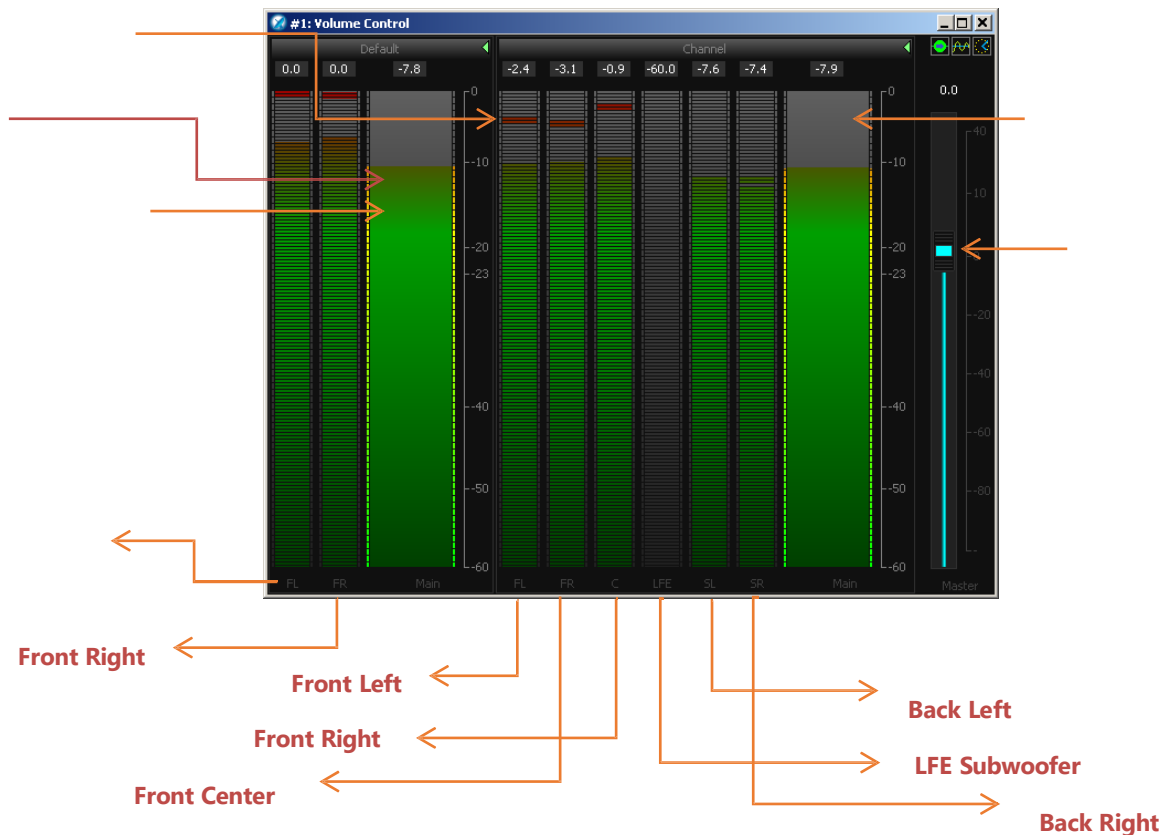 #1: Volume Control
Default
Channel
0.0 0.0 -7.8
-2.4 -3.1 -0.9 -60.0 -7.6 -7.4 -7.9
0.0
0
-10
-20
-23
-40
-50
-60
0
-10
-20
-23
-40
-50
-60
40
10
-20
-40
-60
-80
FL FR Main
FL FR C LFE SL SR Main
Master
Front Right
Front Left
Back Left
Front Right
LFE Subwoofer
Front Center
Back Right